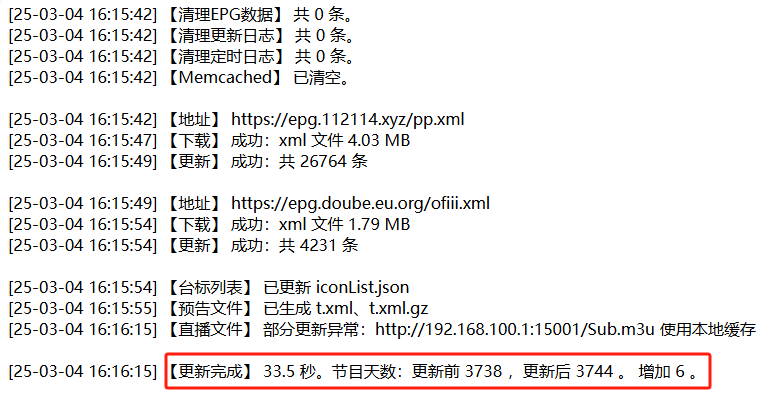 [25-03-04 16:15:42] 【清理EPG数据】 共 0 条。
[25-03-04 16:15:42] 【清理更新日志】 共 0 条。
[25-03-04 16:15:42] 【清理定时日志】 共 0 条。
[25-03-04 16:15:42] 【Memcached】 已清空。
[25-03-04 16:15:42] 【地址】 https://epg.112114.xyz/pp.xml
[25-03-04 16:15:47] 【下载】 成功：xml 文件 4.03 MB
[25-03-04 16:15:49] 【更新】 成功：共 26764 条
[25-03-04 16:15:49] 【地址】 https://epg.doube.eu.org/ofiii.xml
[25-03-04 16:15:54] 【下载】 成功：xml 文件 1.79 MB
[25-03-04 16:15:54] 【更新】 成功：共 4231 条
[25-03-04 16:15:54] 【台标列表】 已更新 iconList.json
[25-03-04 16:15:55] 【预告文件】 已生成 t.xml、t.xml.gz
[25-03-04 16:16:15] 【直播文件】 部分更新异常：http://192.168.100.1:15001/Sub.m3u 使用本地缓存
[25-03-04 16:16:15] 【更新完成】 33.5 秒。节目天数：更新前 3738 ，更新后 3744 。 增加 6 。